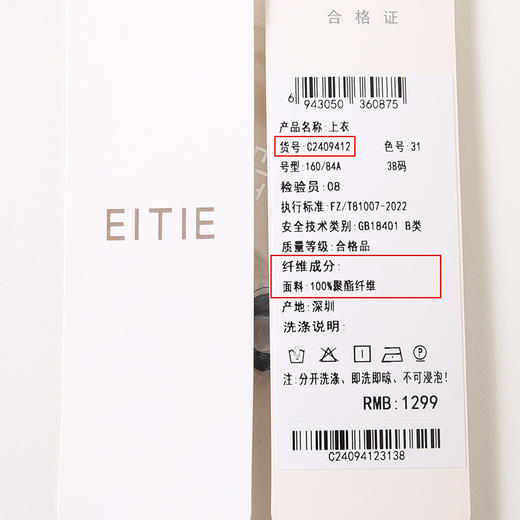 EITIE
合格证
6 943050 360875
产品名称:上衣
货号:C2409412 色号:31
号型:160/84A 38码
检验员:08
执行标准:FZ/T81007-2022
安全技术类别:GB18401 B类
质量等级:合格品
纤维成分:
面料:100%聚酯纤维
产地:深圳
洗涤说明:
注:分开洗涤、即洗即晾、不可浸泡!
RMB:1299
C24094123138